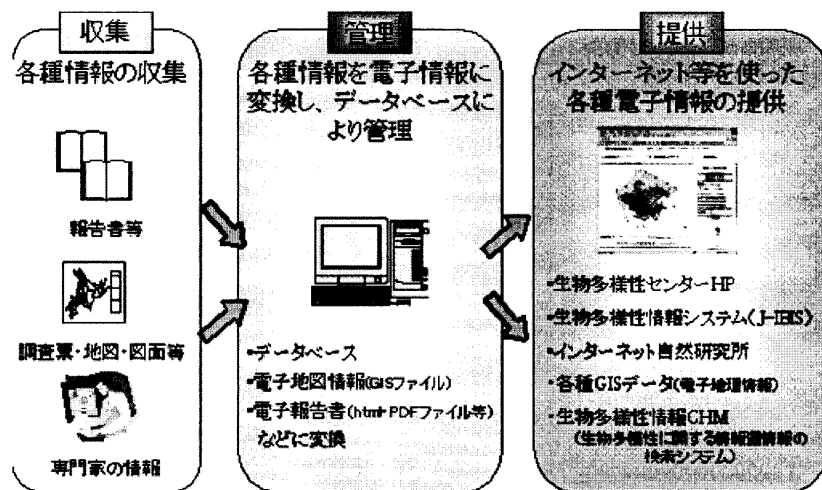 収集
各種情報の収集
報告書等
調査票・地図・図面等
専門家の情報
管理
各種情報を電子情報に
変換し、データベースに
より管理
・データベース
・電子地図情報(GISファイル)
・電子報告書(html・PDFファイル等)
などに変換
提供
インターネット等を使った
各種電子情報の提供
・生物多様性センターHP
・生物多様性情報システム(J-IBIS)
・インターネット自然研究所
・各種GISデータ(電子地理情報)
・生物多様性情報CHM
(生物多様性に関する情報源情報の
検索システム)